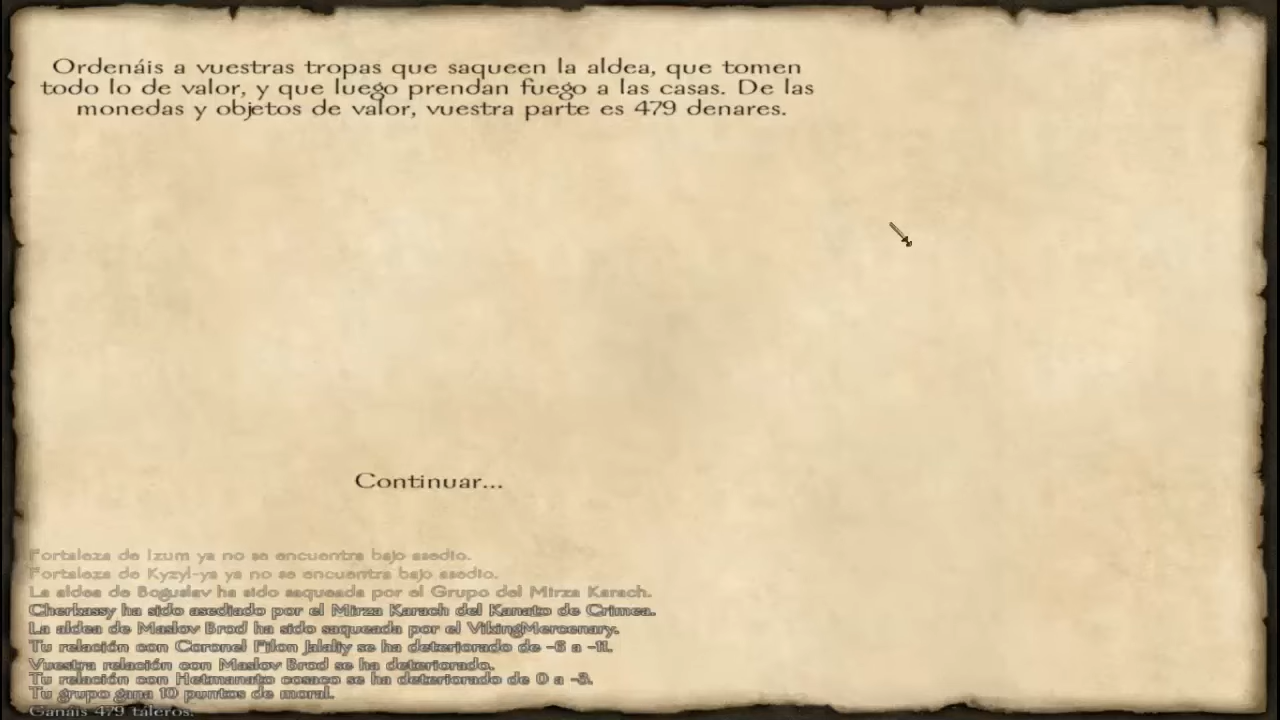 Ordenáis a vuestras tropas que saqueen la aldea, que tomen
todo lo de valor, y que luego prendan fuego a las casas. De las
monedas y objetos de valor, vuestra parte es 479 denares.
Continuar...
Fortaleza de Izum ya no se encuentra bajo asedio.
Fortaleza de Kyzyl-ya ya no se encuentra bajo asedio.
La aldea de Boguslav ha sido saqueada por el Grupo del Mirza Karach.
Cherkassy ha sido asediado por el Mirza Karach del Kanato de Crimea.
La aldea de Maslov Brod ha sido saqueada por el VikingMercenary.
Tu relación con Coronel Filon Jalaliy se ha deteriorado de -6 a -11.
Vuestra relación con Maslov Brod se ha deteriorado.
Tu relación con Hetmanato cosaco se ha deteriorado de 0 a -3.
Tu grupo gana 10 puntos de moral.
Ganáis 479 táleros.